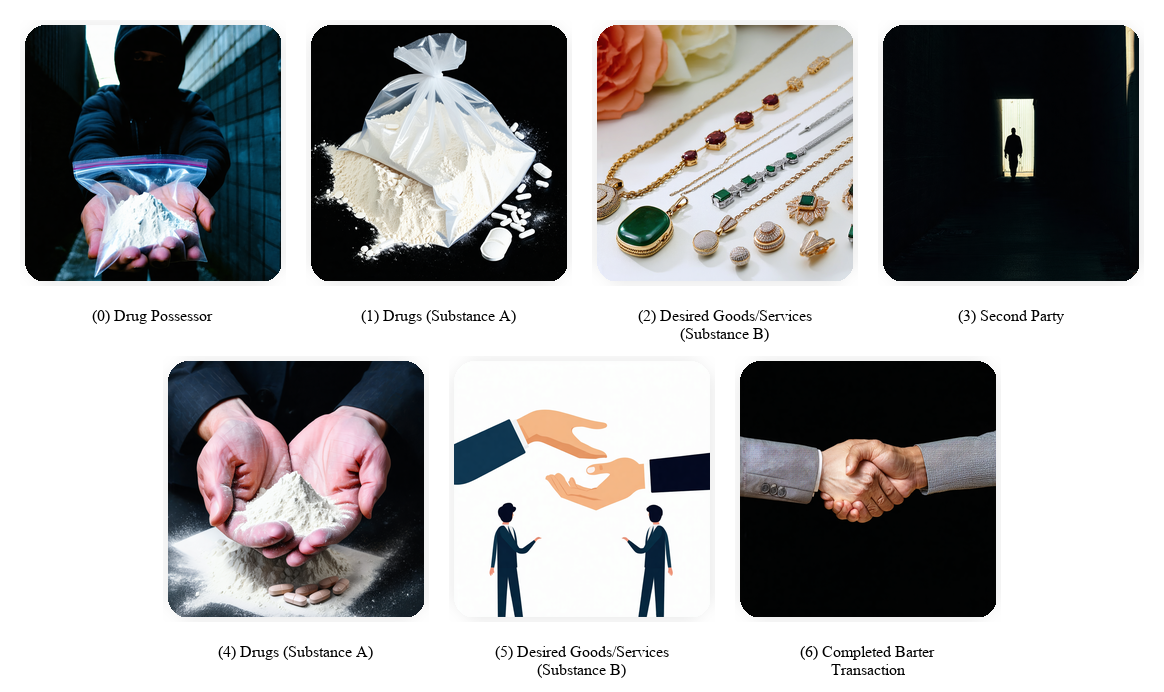 (0) Drug Possessor
(1) Drugs (Substance A)
(2) Desired Goods/Services
(Substance B)
(3) Second Party
(4) Drugs (Substance A)
(5) Desired Goods/Services
(Substance B)
(6) Completed Barter
Transaction